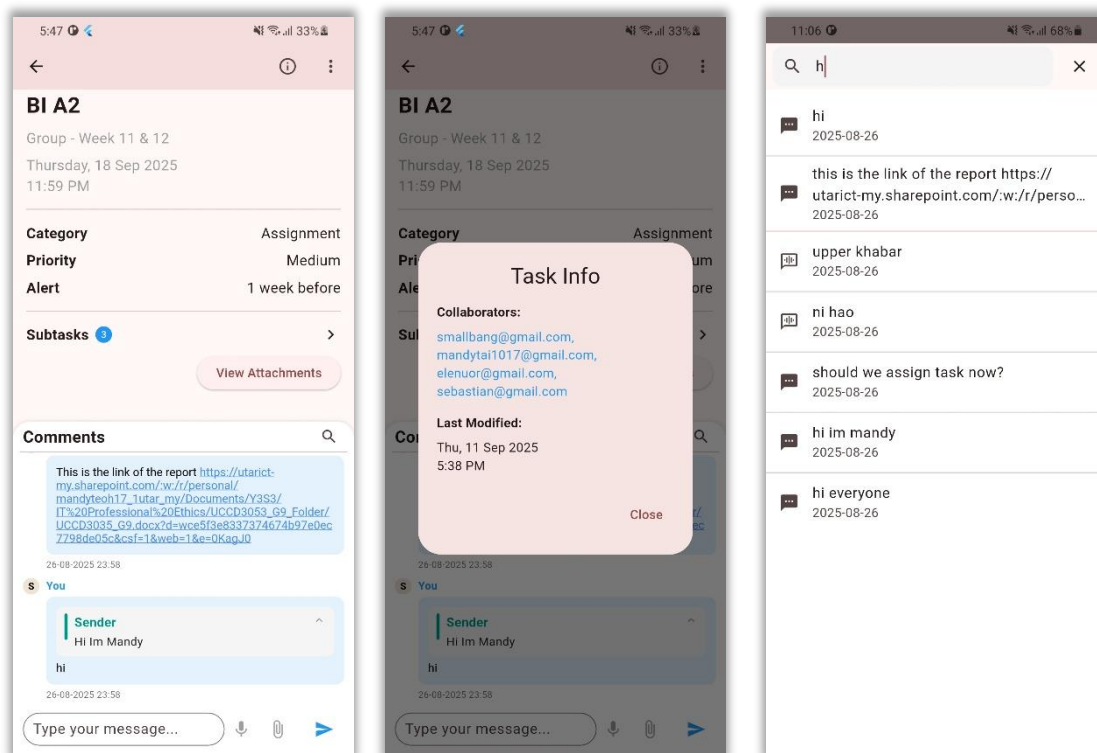 5:47
33%
BI A2
Group - Week 11 & 12
Thursday, 18 Sep 2025
11:59 PM
Category Assignment
Priority Medium
Alert 1 week before
Subtasks 3
View Attachments
Comments
This is the link of the report https://utarict-
my.sharepoint.com/:w:/r/personal/
mandyteoh17_1utar_my/Documents/Y3S3/
IT%20Professional%20Ethics/UCCD3053_G9_Folder/
UCCD3035_G9.docx?d=wce5f3e8337374674b97e0ec
7798de05c&csf=1&web=1&e=0KagJ0
26-08-2025 23:58
S You
Sender
Hi Im Mandy
hi
26-08-2025 23:58
Type your message...
5:47
33%
BI A2
Group - Week 11 & 12
Thursday, 18 Sep 2025
11:59 PM
Category Assignment
Pri um
Ale ore
Sul
Task Info
Collaborators:
smallbang@gmail.com,
mandytai1017@gmail.com,
elenuor@gmail.com,
sebastian@gmail.com
Last Modified:
Thu, 11 Sep 2025
5:38 PM
Close
Co
26-08-2025 23:58
S You
Sender
Hi Im Mandy
hi
26-08-2025 23:58
Type your message...
11:06
68%
h
hi
2025-08-26
this is the link of the report https://
utarict-my.sharepoint.com/:w:/r/perso...
2025-08-26
upper khabar
2025-08-26
ni hao
2025-08-26
should we assign task now?
2025-08-26
hi im mandy
2025-08-26
hi everyone
2025-08-26